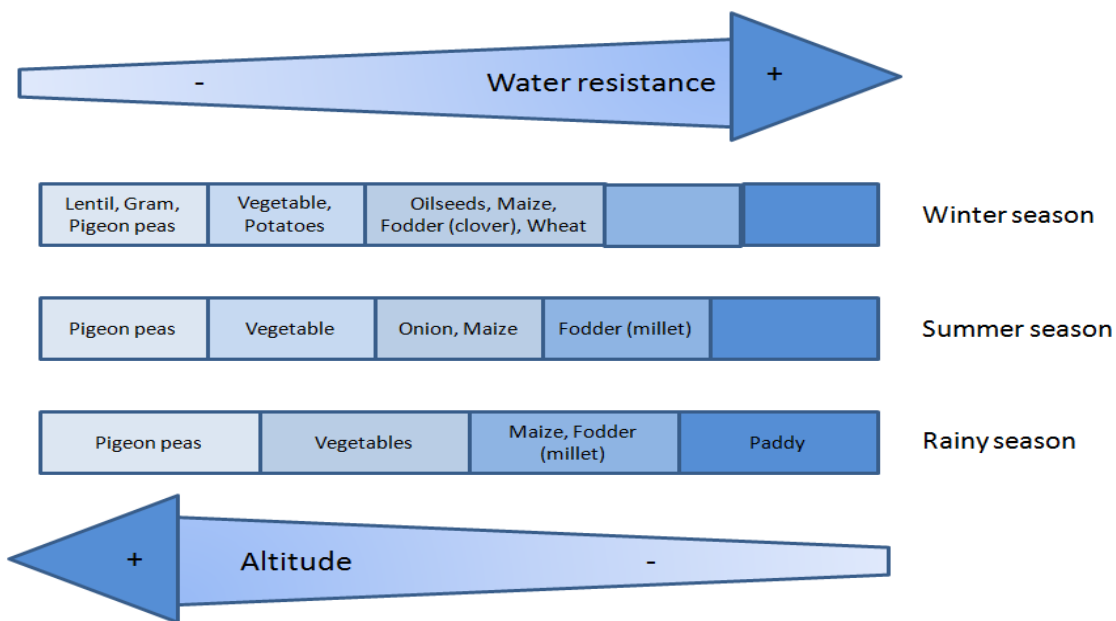 -
Water resistance
+
Lentil, Gram,
Pigeon peas
Vegetable,
Potatoes
Oilseeds, Maize,
Fodder (clover), Wheat
Winter season
Pigeon peas
Vegetable
Onion, Maize
Fodder (millet)
Summer season
Pigeon peas
Vegetables
Maize, Fodder
(millet)
Paddy
Rainy season
+
Altitude
-